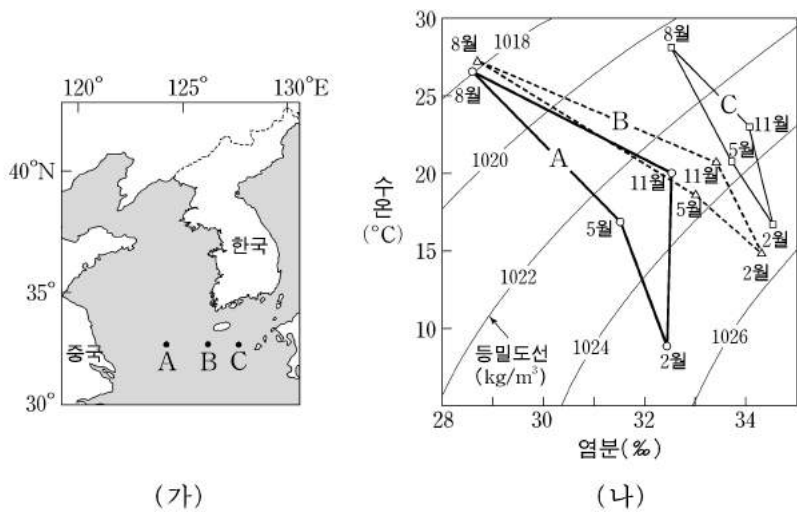 120° 125° 130°E
40°N
35°
30°
한국
중국
A B C
(가)
수온
(℃)
30
25
20
15
10
28 30 32 34
염분(‰)
1018
1020
1022
1024
1026
등밀도선
(kg/m³)
A
8월
5월
2월
11월
B
8월
5월
2월
11월
C
8월
5월
2월
11월
(나)